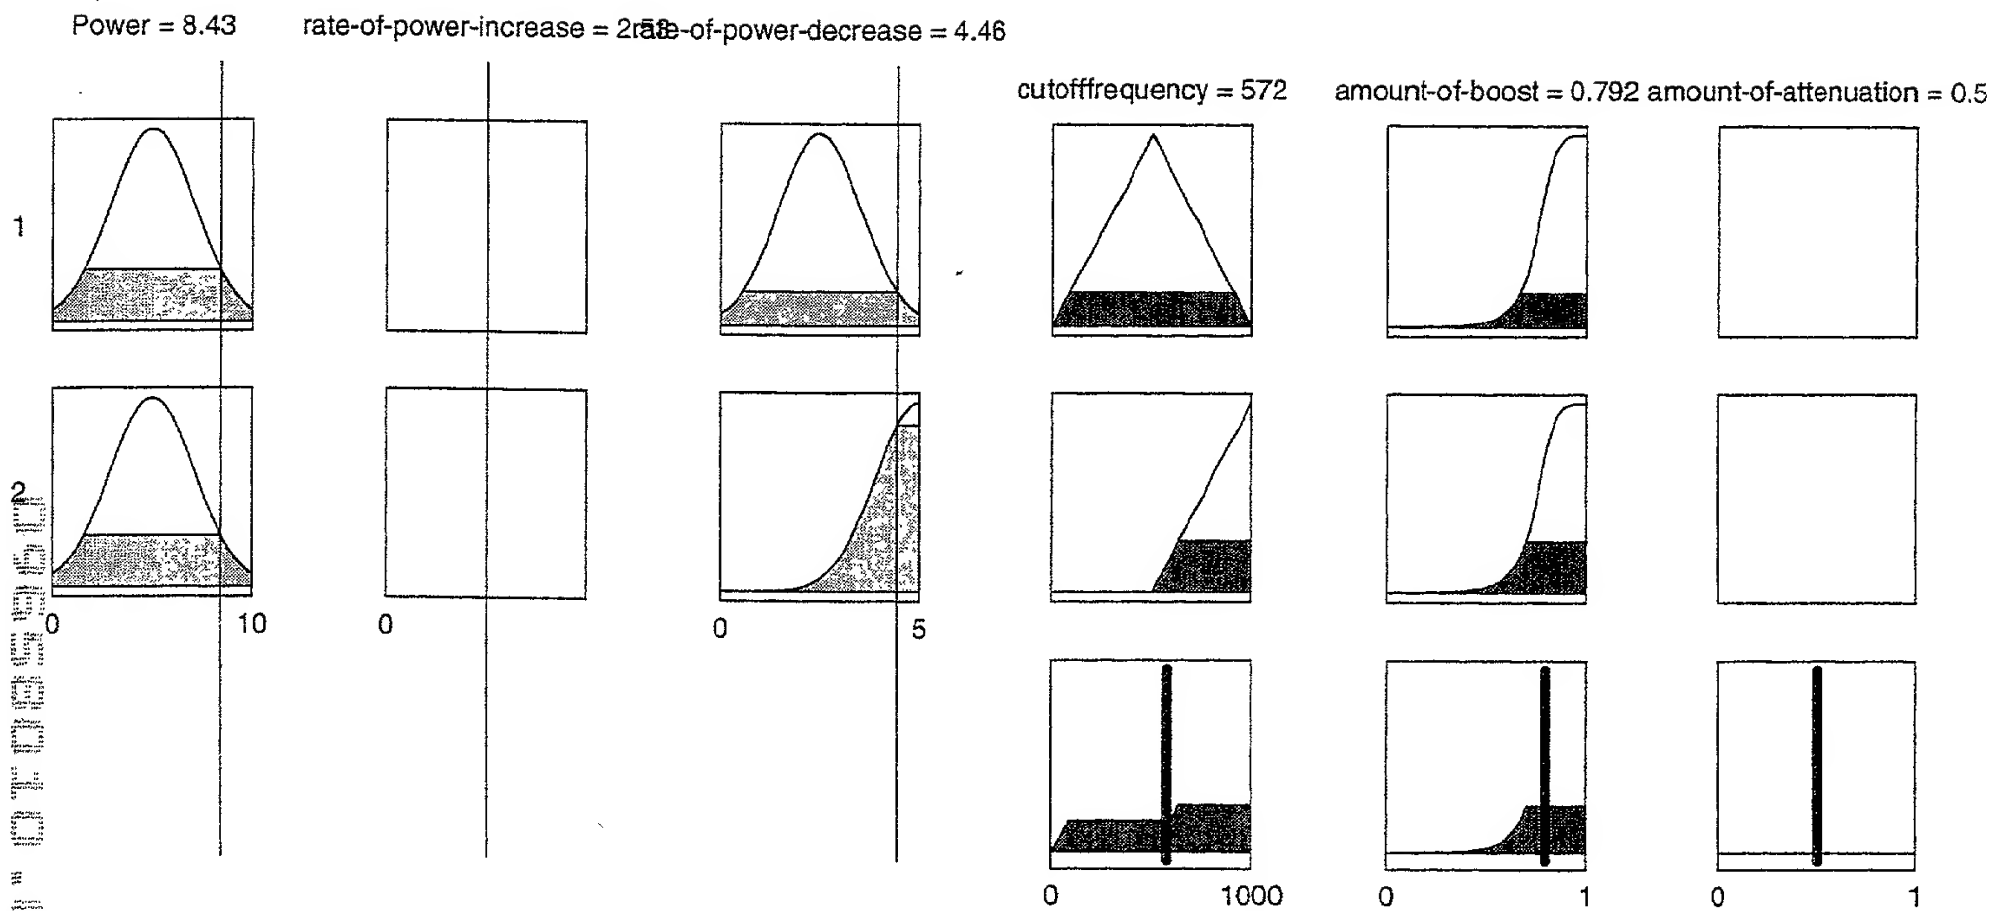 Power = 8.43 rate-of-power-increase = rate-of-power-decrease = 4.46
cutofffrequency = 572 amount-of-boost = 0.792 amount-of-attenuation = 0.5
1
2
0 10 0 0 5
0 1000 0 1 0 1